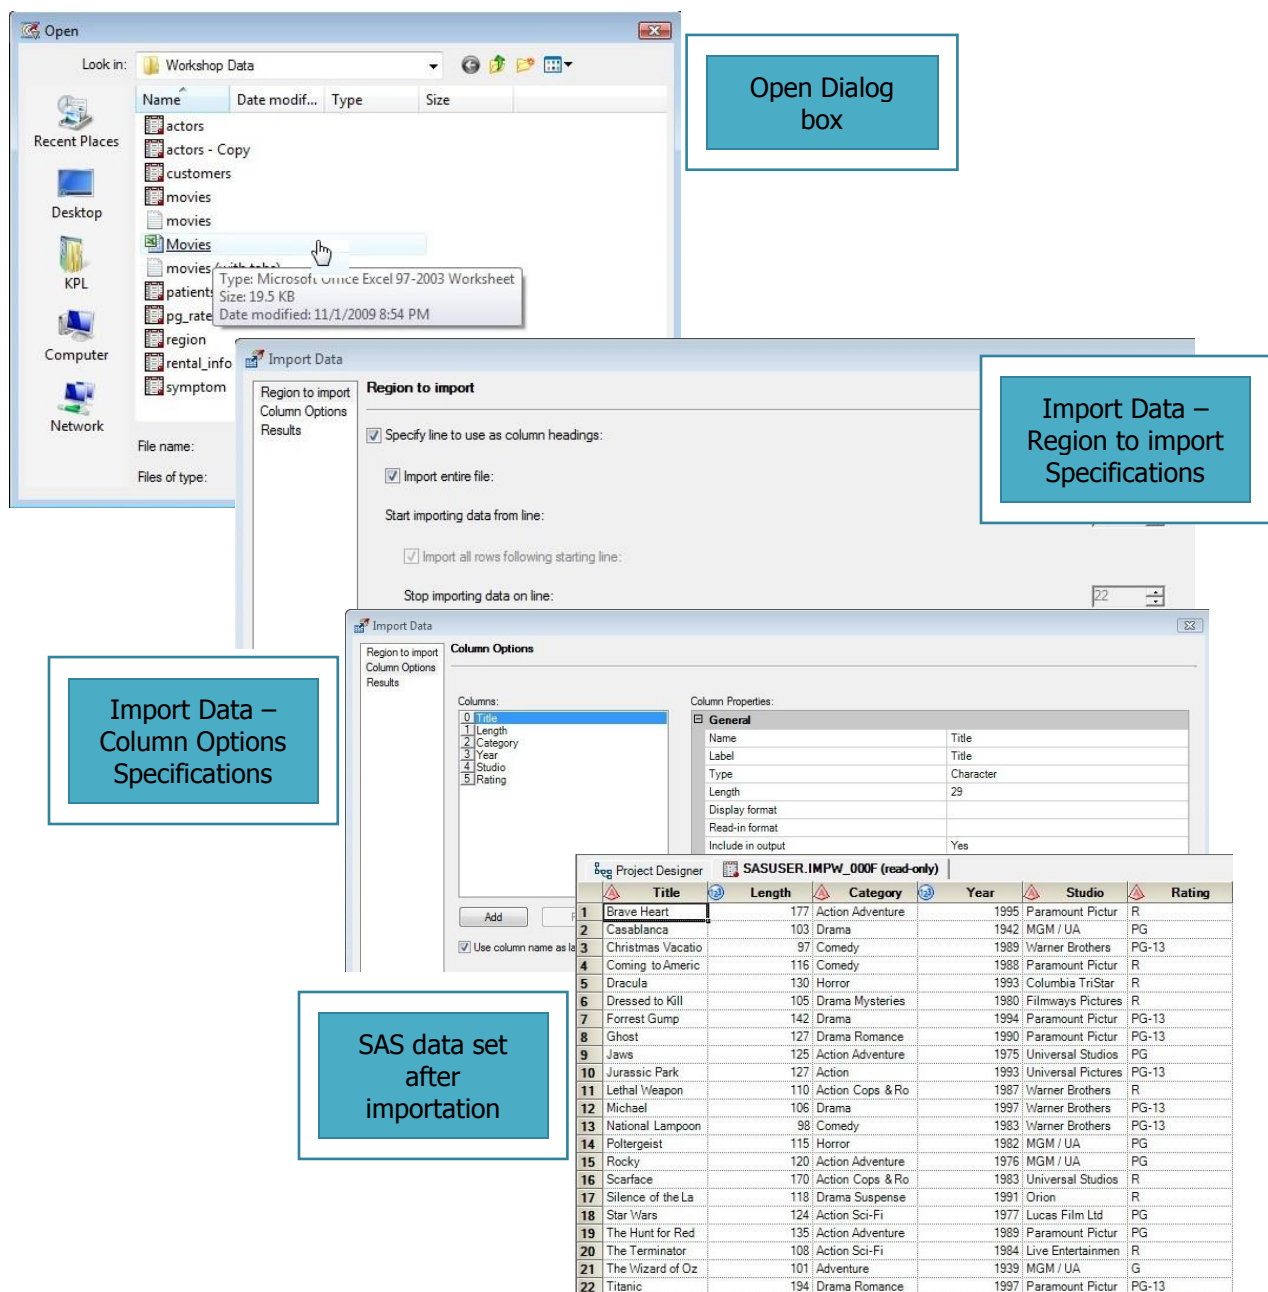 Open
Look in: Workshop Data
Name Date modif... Type Size
Recent Places
Desktop
KPL
Computer
Network
actors
actors - Copy
customers
movies
movies
Movies
movies (with tabs)
patients
pg_rate
region
rental_info
symptom
Type: Microsoft Office Excel 97-2003 Worksheet
Size: 19.5 KB
Date modified: 11/1/2009 8:54 PM
File name:
Files of type:
Open Dialog
box
Import Data
Region to import
Column Options
Results
Region to import
Specify line to use as column headings:
Import entire file:
Start importing data from line:
Import all rows following starting line:
Stop importing data on line: 22
Import Data –
Region to import
Specifications
Import Data
Region to import
Column Options
Results
Column Options
Columns:
0 Title
1 Length
2 Category
3 Year
4 Studio
5 Rating
Add
Use column name as la
Column Properties:
General
Name Title
Label Title
Type Character
Length 29
Display format
Read-in format
Include in output Yes
Import Data –
Column Options
Specifications
Project Designer SASUSER.IMPW_000F (read-only)
Title Length Category Year Studio Rating
1 Brave Heart 177 Action Adventure 1995 Paramount Pictur R
2 Casablanca 103 Drama 1942 MGM / UA PG
3 Christmas Vacatio 97 Comedy 1989 Warner Brothers PG-13
4 Coming to Americ 116 Comedy 1988 Paramount Pictur R
5 Dracula 130 Horror 1993 Columbia TriStar R
6 Dressed to Kill 105 Drama Mysteries 1980 Filmways Pictures R
7 Forrest Gump 142 Drama 1994 Paramount Pictur PG-13
8 Ghost 127 Drama Romance 1990 Paramount Pictur PG-13
9 Jaws 125 Action Adventure 1975 Universal Studios PG
10 Jurassic Park 127 Action 1993 Universal Pictures PG-13
11 Lethal Weapon 110 Action Cops & Ro 1987 Warner Brothers R
12 Michael 106 Drama 1997 Warner Brothers PG-13
13 National Lampoon 98 Comedy 1983 Warner Brothers PG-13
14 Poltergeist 115 Horror 1982 MGM / UA PG
15 Rocky 120 Action Adventure 1976 MGM / UA PG
16 Scarface 170 Action Cops & Ro 1983 Universal Studios R
17 Silence of the La 118 Drama Suspense 1991 Orion R
18 Star Wars 124 Action Sci-Fi 1977 Lucas Film Ltd PG
19 The Hunt for Red 135 Action Adventure 1989 Paramount Pictur PG
20 The Terminator 108 Action Sci-Fi 1984 Live Entertainmen R
21 The Wizard of Oz 101 Adventure 1939 MGM / UA G
22 Titanic 194 Drama Romance 1997 Paramount Pictur PG-13
SAS data set
after
importation